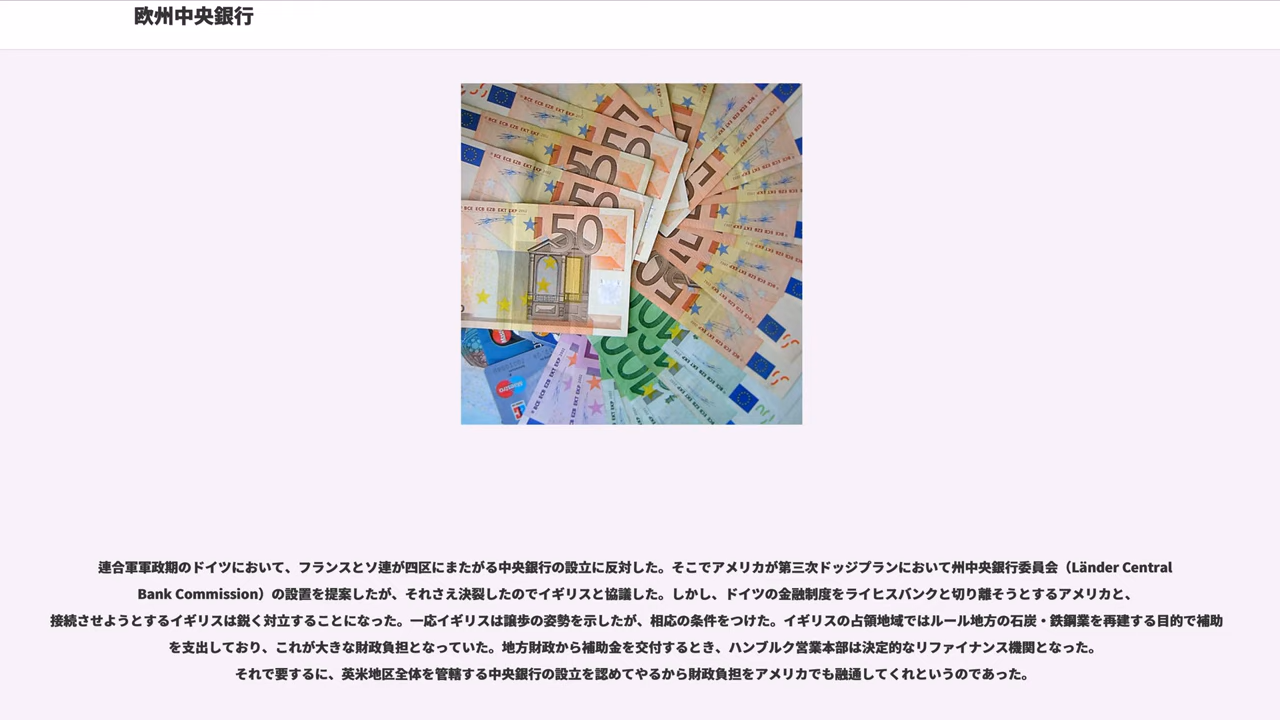 欧州中央銀行
連合軍軍政期のドイツにおいて、フランスとソ連が四区にまたがる中央銀行の設立に反対した。そこでアメリカが第三次ドッジプランにおいて州中央銀行委員会（Länder Central
Bank Commission）の設置を提案したが、それさえ決裂したのでイギリスと協議した。しかし、ドイツの金融制度をライヒスバンクと切り離そうとするアメリカと、
接続させようとするイギリスは鋭く対立することになった。一応イギリスは譲歩の姿勢を示したが、相応の条件をつけた。イギリスの占領地域ではルール地方の石炭・鉄鋼業を再建する目的で補助
を支出しており、これが大きな財政負担となっていた。地方財政から補助金を交付するとき、ハンブルク営業本部は決定的なリファイナンス機関となった。
それで要するに、英米地区全体を管轄する中央銀行の設立を認めてやるから財政負担をアメリカでも融通してくれというのであった。